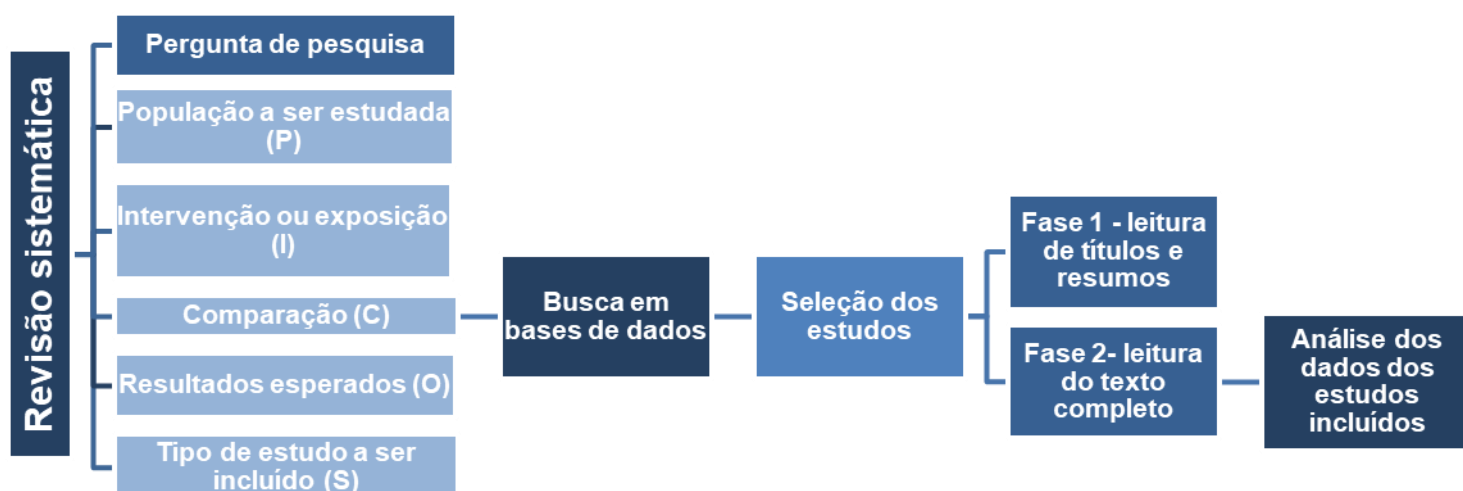 Revisão sistemática
Pergunta de pesquisa
População a ser estudada
(P)
Intervenção ou exposição
(I)
Comparação (C)
Resultados esperados (O)
Tipo de estudo a ser
incluído (S)
Busca em
bases de dados
Seleção dos
estudos
Fase 1 - leitura
de títulos e
resumos
Fase 2- leitura
do texto
completo
Análise dos
dados dos
estudos
incluídos